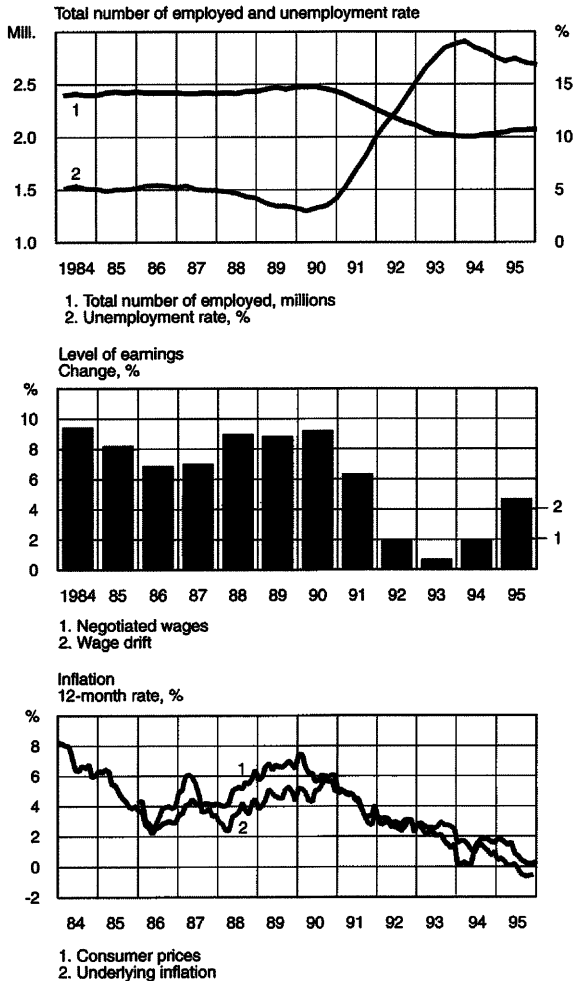 Total number of employed and unemployment rate
Mill. %
2.5 15
1
2.0 10
2
1.5 5
1.0 0
1984 85 86 87 88 89 90 91 92 93 94 95
1. Total number of employed, millions
2. Unemployment rate, %
Level of earnings
Change, %
%
10
8
6
4 2
2 1
0
1984 85 86 87 88 89 90 91 92 93 94 95
1. Negotiated wages
2. Wage drift
Inflation
12-month rate, %
%
8
1
6
4
2
2
0
-2
84 85 86 87 88 89 90 91 92 93 94 95
1. Consumer prices
2. Underlying inflation